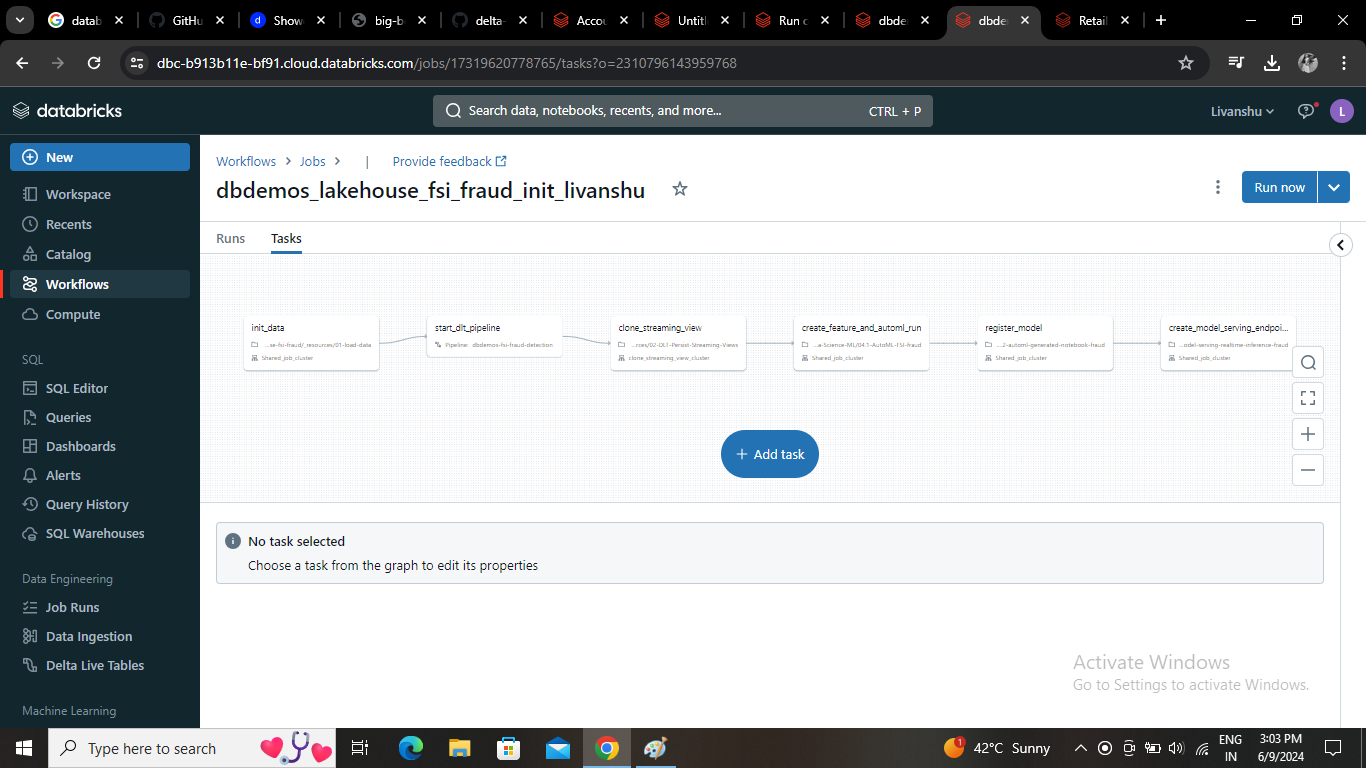 datab
GitHu
Show
big-b
delta-
Accou
Untitl
Run o
dbde
dbde
Retail
dbc-b913b11e-bf91.cloud.databricks.com/jobs/17319620778765/tasks?o=2310796143959768
databricks
Search data, notebooks, recents, and more...
CTRL + P
Livanshu
L
New
Workspace
Recents
Catalog
Workflows
Compute
SQL
SQL Editor
Queries
Dashboards
Alerts
Query History
SQL Warehouses
Data Engineering
Job Runs
Data Ingestion
Delta Live Tables
Machine Learning
Workflows > Jobs > | Provide feedback
dbdemos_lakehouse_fsi_fraud_init_livanshu
Run now
Runs
Tasks
init_data
...se-fsi-fraud/_resources/01-load-data
Shared_job_cluster
start_dlt_pipeline
Pipeline: dbdemos-fsi-fraud-detection
clone_streaming_view
...rces/02-DLT-Persist-Streaming-Views
clone_streaming_view_cluster
create_feature_and_automl_run
...a-Science-ML/04.1-AutoML-FSI-fraud
Shared_job_cluster
register_model
...2-automl-generated-notebook-fraud
Shared_job_cluster
create_model_serving_endpoi...
...odel-serving-realtime-inference-fraud
Shared_job_cluster
+ Add task
No task selected
Choose a task from the graph to edit its properties
Activate Windows
Go to Settings to activate Windows.
Type here to search
1
42°C Sunny
ENG
IN
3:03 PM
6/9/2024